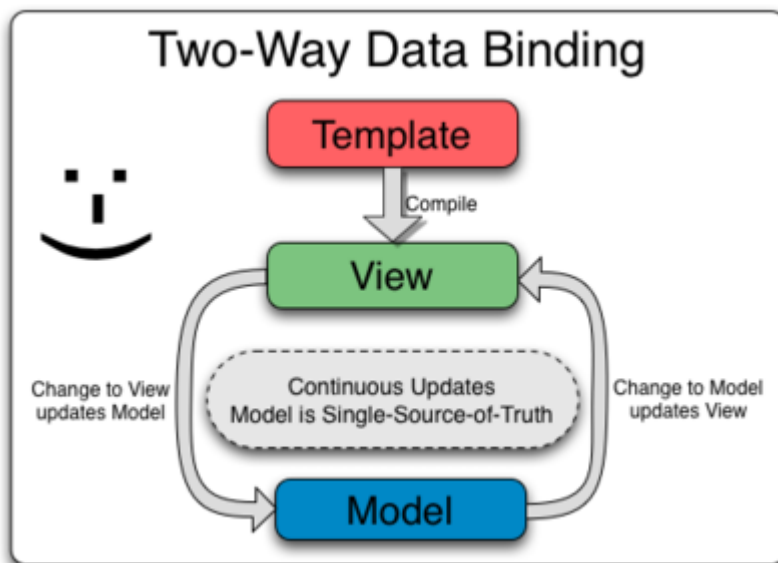 Two-Way Data Binding
Template
Compile
View
Change to View
updates Model
Continuous Updates
Model is Single-Source-of-Truth
Change to Model
updates View
Model